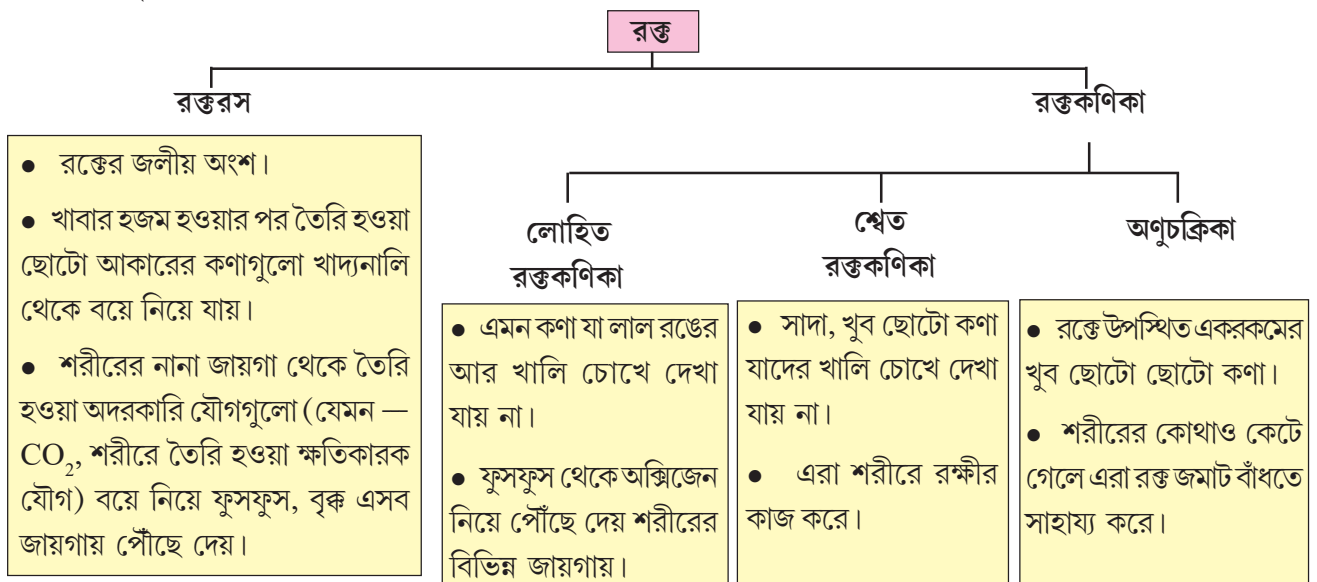 রক্ত
রক্তরস
রক্তকণিকা
● রক্তের জলীয় অংশ।
● খাবার হজম হওয়ার পর তৈরি হওয়া
ছোটো আকারের কণাগুলো খাদ্যনালি
থেকে বয়ে নিয়ে যায়।
● শরীরের নানা জায়গা থেকে তৈরি
হওয়া অদরকারি যৌগগুলো (যেমন —
CO₂, শরীরে তৈরি হওয়া ক্ষতিকারক
যৌগ) বয়ে নিয়ে ফুসফুস, বৃক্ক এসব
জায়গায় পৌঁছে দেয়।
লোহিত
রক্তকণিকা
● এমন কণা যা লাল রঙের
আর খালি চোখে দেখা
যায় না।
● ফুসফুস থেকে অক্সিজেন
নিয়ে পৌঁছে দেয় শরীরের
বিভিন্ন জায়গায়।
শ্বেত
রক্তকণিকা
● সাদা, খুব ছোটো কণা
যাদের খালি চোখে দেখা
যায় না।
● এরা শরীরে রক্ষীর
কাজ করে।
অণুচক্রিকা
● রক্তে উপস্থিত একরকমের
খুব ছোটো ছোটো কণা।
● শরীরের কোথাও কেটে
গেলে এরা রক্ত জমাট বাঁধতে
সাহায্য করে।